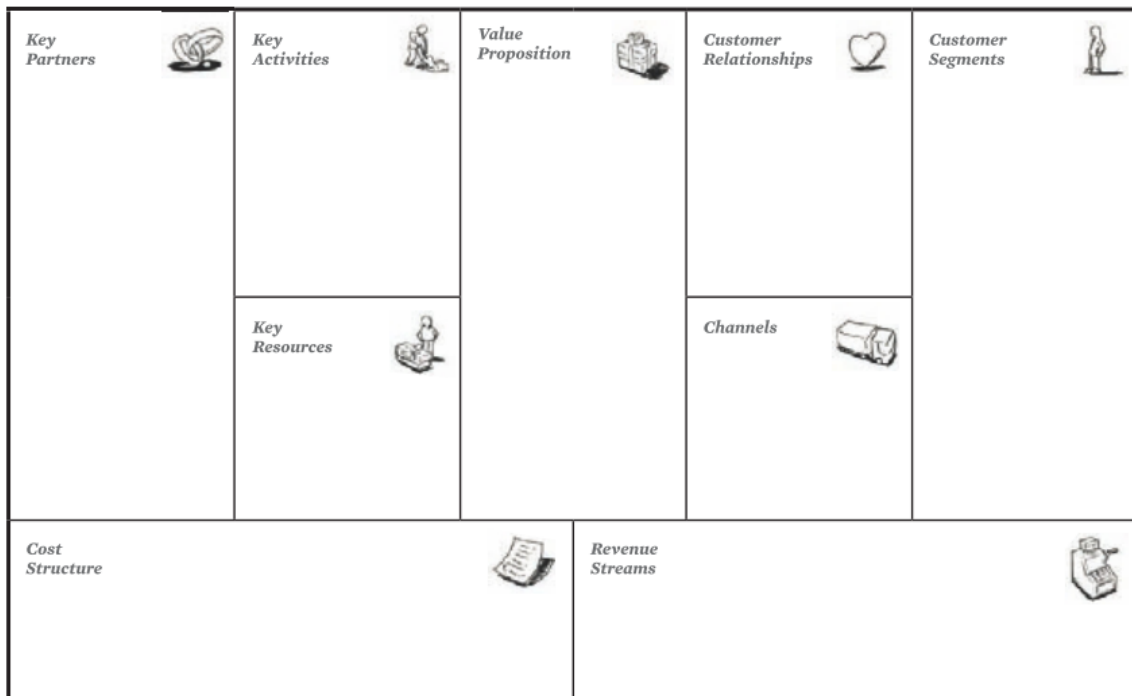 Key
Partners
Key
Activities
Value
Proposition
Customer
Relationships
Customer
Segments
Key
Resources
Channels
Cost
Structure
Revenue
Streams